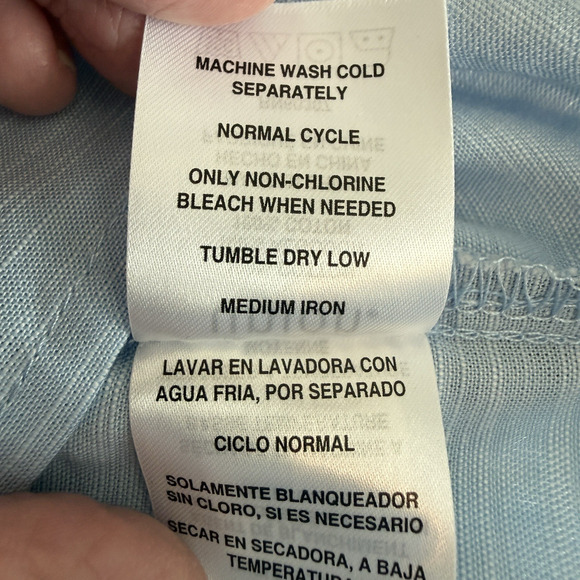 MACHINE WASH COLD
SEPARATELY
NORMAL CYCLE
ONLY NON-CHLORINE
BLEACH WHEN NEEDED
TUMBLE DRY LOW
MEDIUM IRON
LAVAR EN LAVADORA CON
AGUA FRIA, POR SEPARADO
CICLO NORMAL
SOLAMENTE BLANQUEADOR
SIN CLORO, SI ES NECESARIO
SECAR EN SECADORA, A BAJA
TEMPERATURA